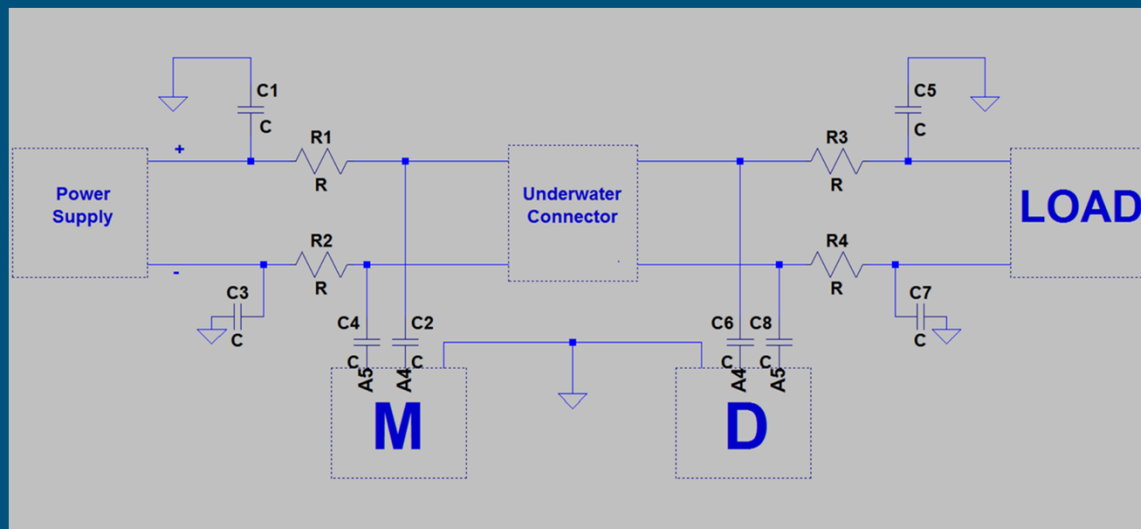 C1
C
C5
C
+
R1
R
R3
R
Power
Supply
Underwater
Connector
LOAD
R2
R
R4
R
-
C3
C
C7
C
C4
C
C2
C
C6
C
C8
C
A5
A4
A4
A5
M
D